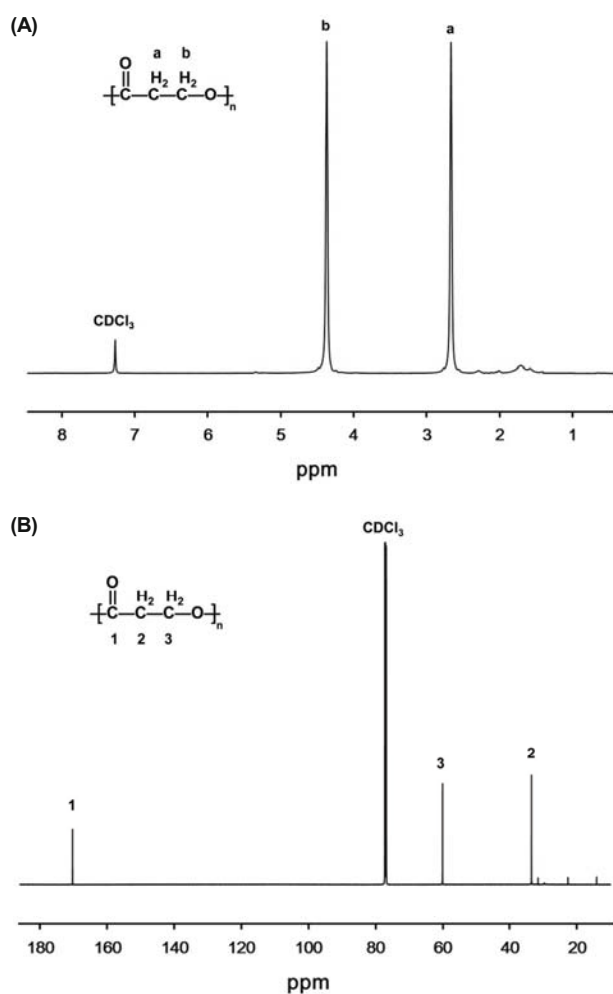 (A)
b
a
a b
O H₂ H₂
[ C – C – C – O ]n
CDCl₃
8 7 6 5 4 3 2 1
ppm
(B)
CDCl₃
O H₂ H₂
[ C – C – C – O ]n
1 2 3
1
3
2
180 160 140 120 100 80 60 40 20
ppm